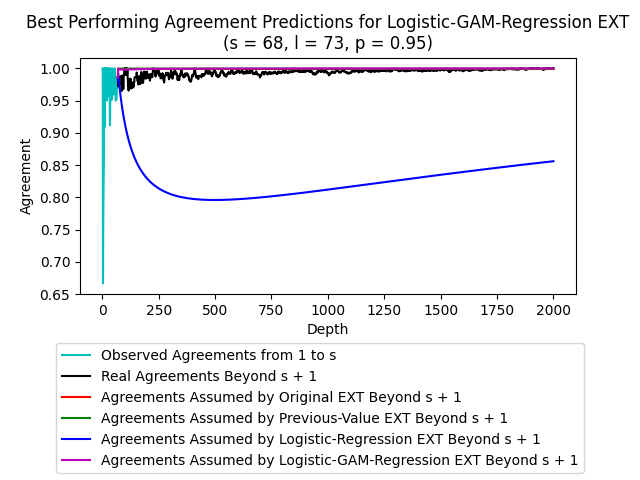 Best Performing Agreement Predictions for Logistic-GAM-Regression EXT
(s = 68, l = 73, p = 0.95)
1.00
0.95
0.90
0.85
0.80
0.75
0.70
0.65
Agreement
0 250 500 750 1000 1250 1500 1750 2000
Depth
Observed Agreements from 1 to s
Real Agreements Beyond s + 1
Agreements Assumed by Original EXT Beyond s + 1
Agreements Assumed by Previous-Value EXT Beyond s + 1
Agreements Assumed by Logistic-Regression EXT Beyond s + 1
Agreements Assumed by Logistic-GAM-Regression EXT Beyond s + 1